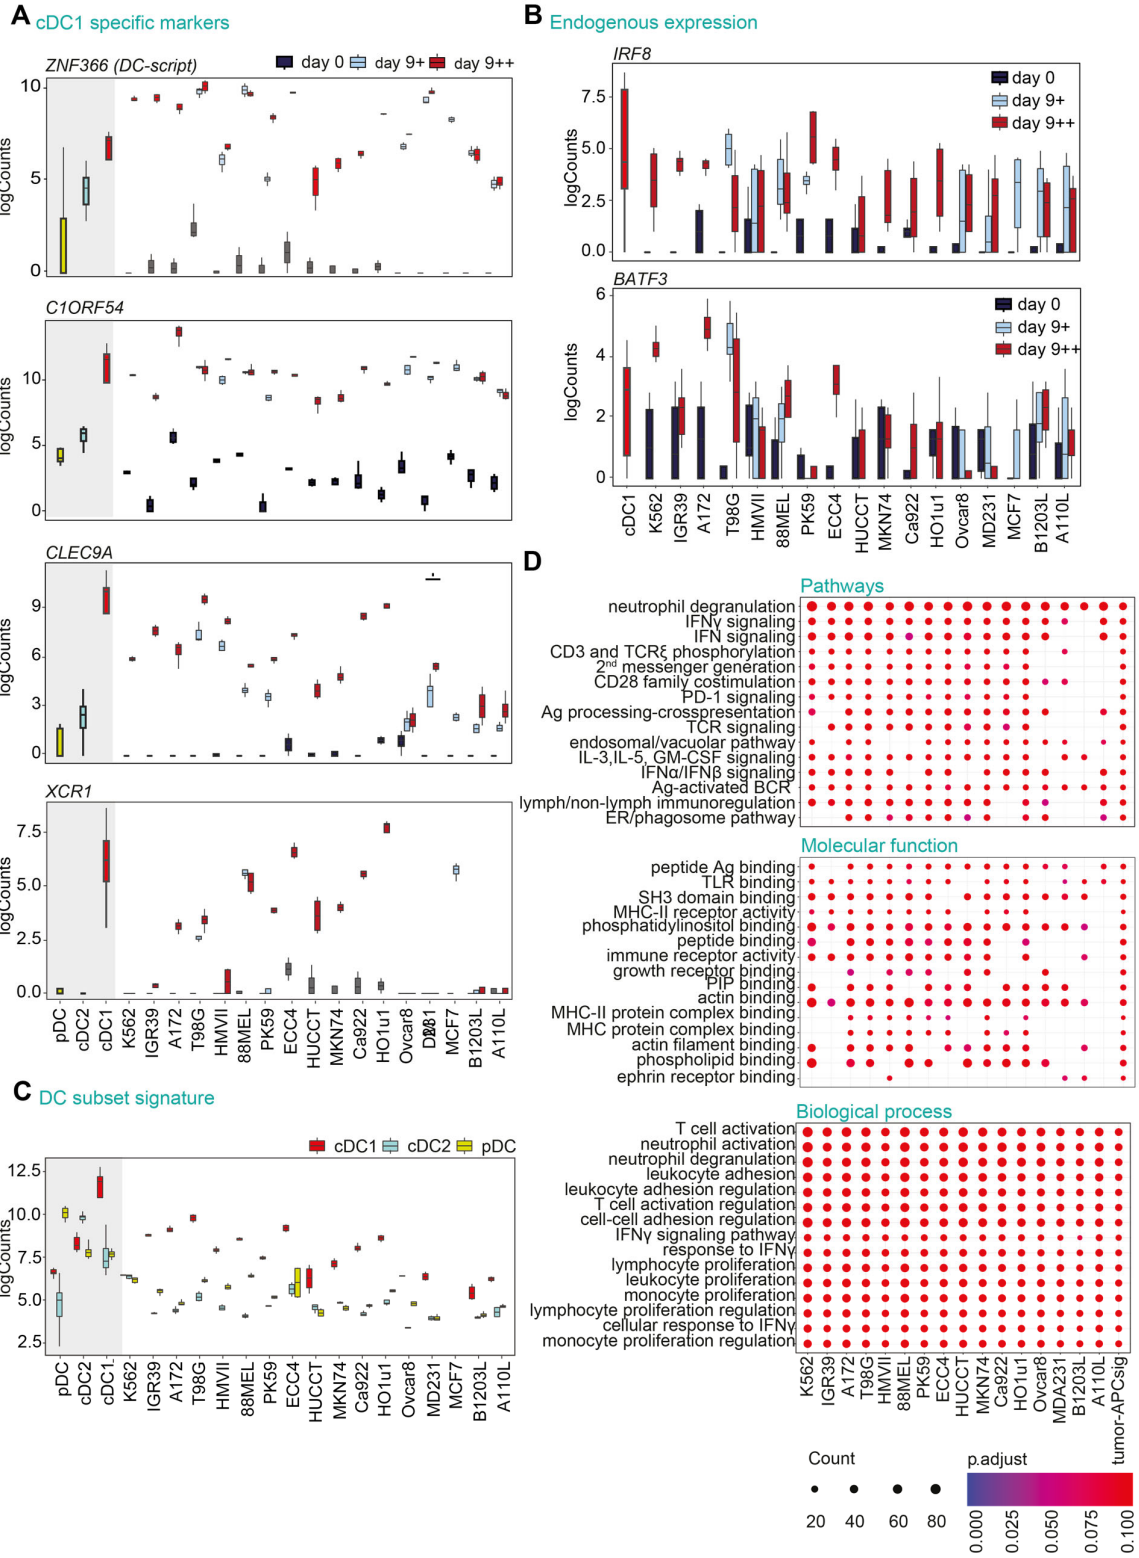 A cDC1 specific markers
ZNF366 (DC-script)
day 0 day 9+ day 9++
logCounts
10
5
0
C1ORF54
logCounts
10
5
0
CLEC9A
logCounts
9
6
3
0
XCR1
logCounts
7.5
5.0
2.5
0.0
pDC
cDC2
cDC1
K562
IGR39
A172
T98G
HMVII
88MEL
PK59
ECC4
HUCCT
MKN74
Ca922
HO1u1
Ovcar8
MCF7
B1203L
A110L
B Endogenous expression
IRF8
day 0
day 9+
day 9++
logCounts
7.5
5.0
2.5
0.0
BATF3
day 0
day 9+
day 9++
logCounts
6
4
2
0
cDC1
K562
IGR39
A172
T98G
HMVII
88MEL
PK59
ECC4
HUCCT
MKN74
Ca922
HO1u1
Ovcar8
MD231
MCF7
B1203L
A110L
C DC subset signature
cDC1 cDC2 pDC
logCounts
12.5
10.0
7.5
5.0
2.5
pDC
cDC2
cDC1
K562
IGR39
A172
T98G
HMVII
88MEL
PK59
ECC4
HUCCT
MKN74
Ca922
HO1u1
Ovcar8
MD231
MCF7
B1203L
A110L
D
Pathways
neutrophil degranulation
IFNγ signaling
IFN signaling
CD3 and TCRξ phosphorylation
2nd messenger generation
CD28 family costimulation
PD-1 signaling
Ag processing-crosspresentation
TCR signaling
endosomal/vacuolar pathway
IL-3,IL-5, GM-CSF signaling
IFNα/IFNβ signaling
Ag-activated BCR
lymph/non-lymph immunoregulation
ER/phagosome pathway
Molecular function
peptide Ag binding
TLR binding
SH3 domain binding
MHC-II receptor activity
phosphatidylinositol binding
peptide binding
immune receptor activity
growth receptor binding
PIP binding
actin binding
MHC-II protein complex binding
MHC protein complex binding
actin filament binding
phospholipid binding
ephrin receptor binding
Biological process
T cell activation
neutrophil activation
neutrophil degranulation
leukocyte adhesion
leukocyte adhesion regulation
T cell activation regulation
cell-cell adhesion regulation
IFNγ signaling pathway
response to IFNγ
lymphocyte proliferation
leukocyte proliferation
monocyte proliferation
lymphocyte proliferation regulation
cellular response to IFNγ
monocyte proliferation regulation
K562
IGR39
A172
T98G
HMVII
88MEL
PK59
ECC4
HUCCT
MKN74
Ca922
HO1u1
Ovcar8
MDA231
B1203L
A110L
tumor-APCsig
Count
20 40 60 80
p.adjust
0.000
0.025
0.050
0.075
0.100